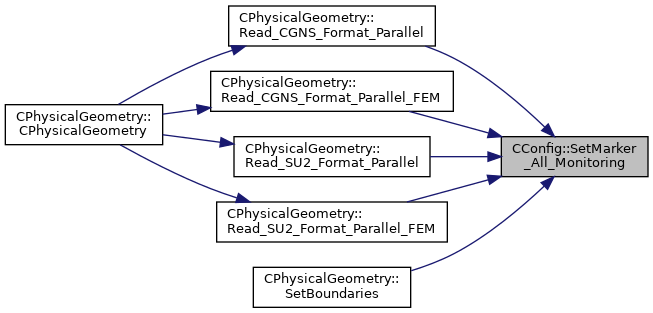 CPhysicalGeometry::
Read_CGNS_Format_Parallel
CPhysicalGeometry::
Read_CGNS_Format_Parallel_FEM
CPhysicalGeometry::
CPhysicalGeometry
CConfig::SetMarker
_All_Monitoring
CPhysicalGeometry::
Read_SU2_Format_Parallel
CPhysicalGeometry::
Read_SU2_Format_Parallel_FEM
CPhysicalGeometry::
SetBoundaries